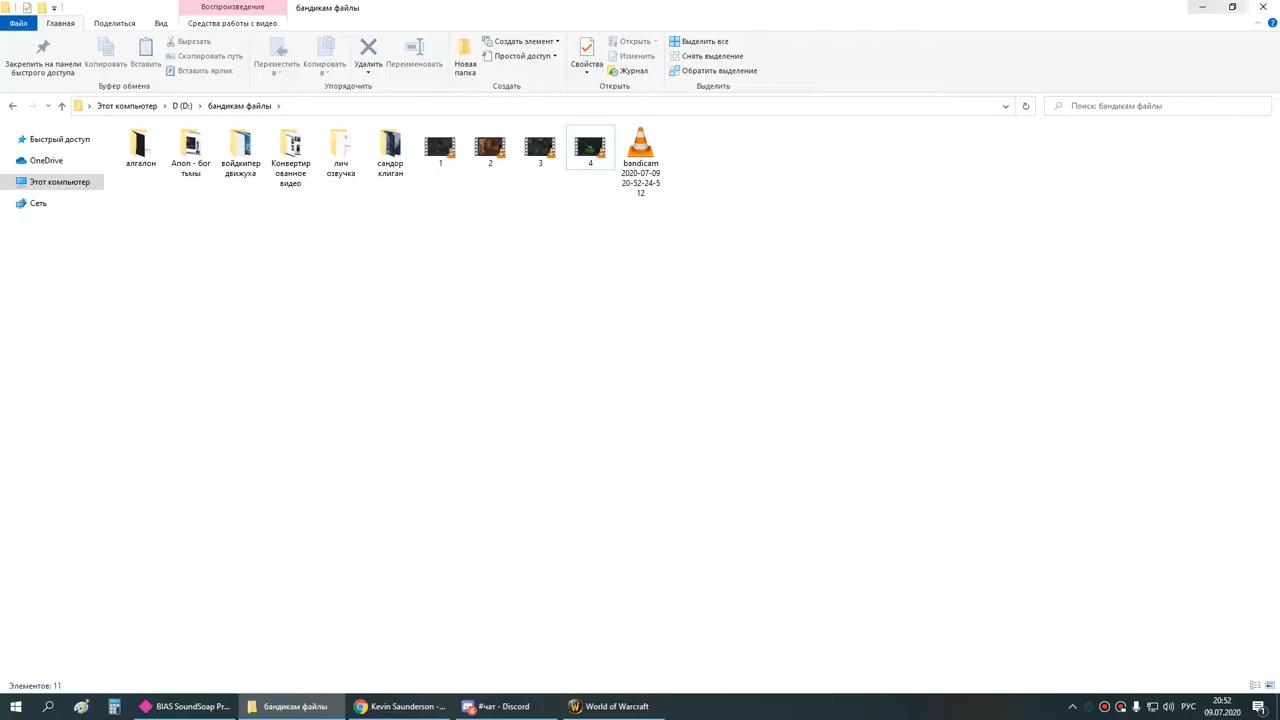 Воспроизведение
бандикам файлы
Файл
Главная
Поделиться
Вид
Средства работы с видео
Закрепить на панели
быстрого доступа
Копировать
Вставить
Вырезать
Скопировать путь
Вставить ярлык
Буфер обмена
Переместить
в
Копировать
в
Удалить
Переименовать
Упорядочить
Новая
папка
Создать элемент
Простой доступ
Создать
Свойства
Открыть
Изменить
Журнал
Открыть
Выделить все
Снять выделение
Обратить выделение
Выделить
Этот компьютер
D (D:)
бандикам файлы
Поиск: бандикам файлы
Быстрый доступ
OneDrive
Этот компьютер
Сеть
алгалон
Апоп - бог
тьмы
войдкипер
движуха
Конвертир
ованное
видео
лич
озвучка
сандор
клиган
1
2
3
4
bandicam
2020-07-09
20-52-24-5
12
Элементов: 11
BIAS SoundSoap Pr...
бандикам файлы
Kevin Saunderson -...
#чат - Discord
World of Warcraft
РУС
20:52
09.07.2020